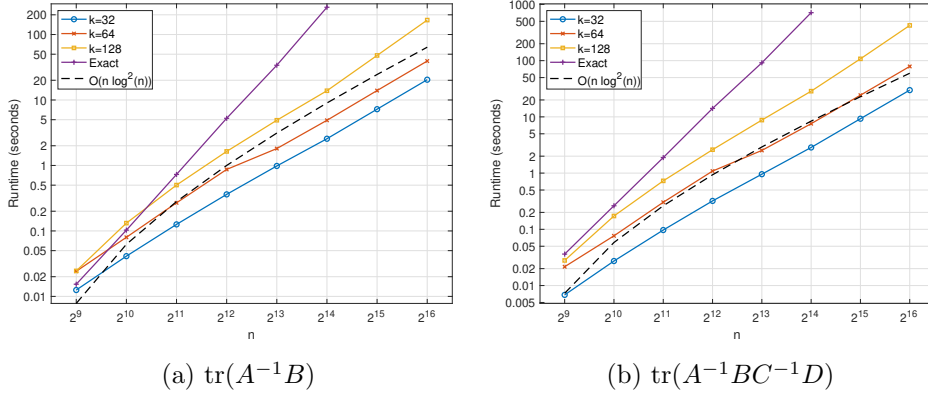 200
100
50
20
10
5
2
1
0.5
0.2
0.1
0.05
0.02
0.01
Runtime (seconds)
k=32
k=64
k=128
Exact
O(n log²(n))
2⁹ 2¹⁰ 2¹¹ 2¹² 2¹³ 2¹⁴ 2¹⁵ 2¹⁶
n
(a) tr(A⁻¹B)
1000
500
200
100
50
20
10
5
2
1
0.5
0.2
0.1
0.05
0.02
0.01
0.005
Runtime (seconds)
k=32
k=64
k=128
Exact
O(n log²(n))
2⁹ 2¹⁰ 2¹¹ 2¹² 2¹³ 2¹⁴ 2¹⁵ 2¹⁶
n
(b) tr(A⁻¹BC⁻¹D)